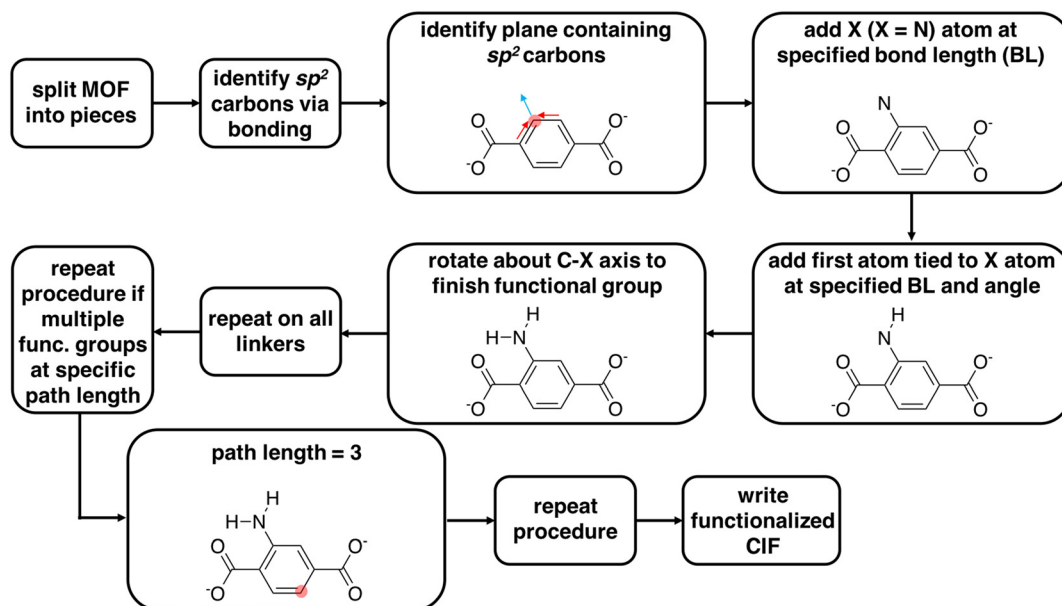 split MOF
into pieces
identify sp²
carbons via
bonding
identify plane containing
sp² carbons
O
⁻O
O⁻
O
add X (X = N) atom at
specified bond length (BL)
N
O
⁻O
O⁻
O
add first atom tied to X atom
at specified BL and angle
H
N
O
⁻O
O⁻
O
rotate about C-X axis to
finish functional group
H
H–N
O
⁻O
O⁻
O
repeat on all
linkers
repeat
procedure if
multiple
func. groups
at specific
path length
path length = 3
H
H–N
O
⁻O
O⁻
O
repeat
procedure
write
functionalized
CIF